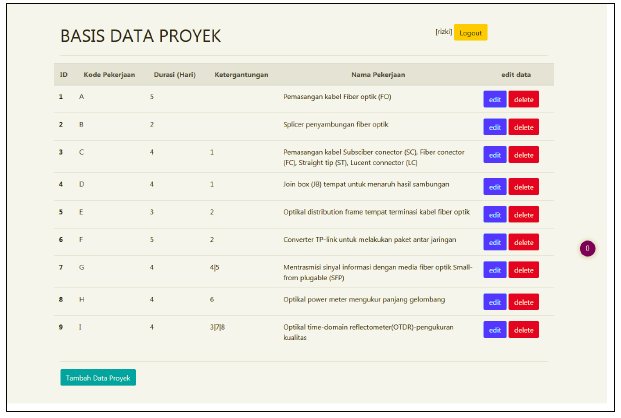 BASIS DATA PROYEK
[rizki] Logout
ID Kode Pekerjaan Durasi (Hari) Ketergantungan Nama Pekerjaan edit data
1 A 5 Pemasangan kabel Fiber optik (FO) edit delete
2 B 2 Splicer penyambungan fiber optik edit delete
3 C 4 1 Pemasangan kabel Subsciber conector (SC), Fiber conector
(FC), Straight tip (ST), Lucent connector (LC) edit delete
4 D 4 1 Join box (JB) tempat untuk menaruh hasil sambungan edit delete
5 E 3 2 Optikal distribution frame tempat terminasi kabel fiber optik edit delete
6 F 5 2 Converter TP-link untuk melakukan paket antar jaringan edit delete
7 G 4 4|5 Mentrasmisi sinyal informasi dengan media fiber optik Small-
from plugable (SFP) edit delete
8 H 4 6 Optikal power meter mengukur panjang gelombang edit delete
9 I 4 3|7|8 Optikal time-domain reflectometer(OTDR)-pengukuran
kualitas edit delete
0
Tambah Data Proyek